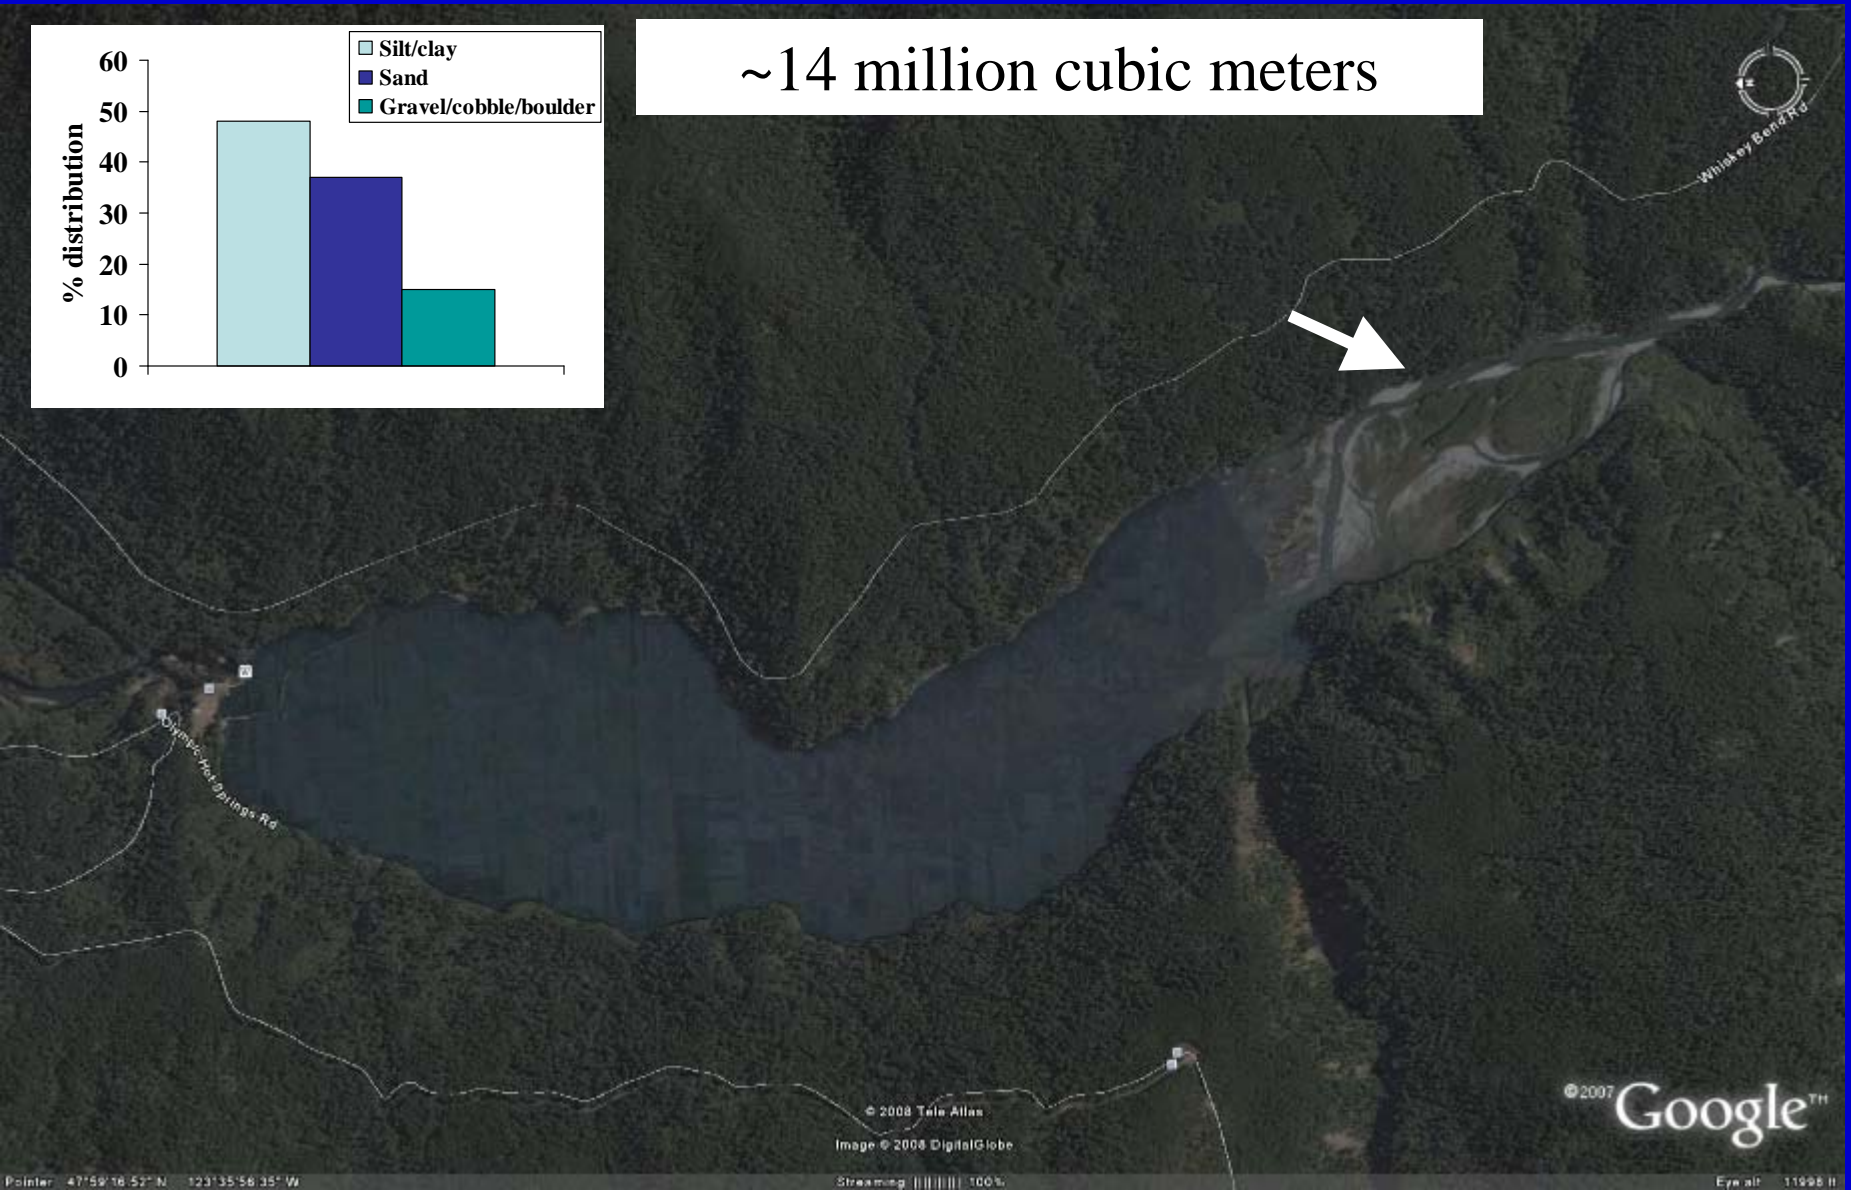 ~14 million cubic meters
Silt/clay
Sand
Gravel/cobble/boulder
% distribution
60
50
40
30
20
10
0
N
Whiskey Bend Rd
Olympic Hot Springs Rd
© 2008 Tele Atlas
Image © 2008 DigitalGlobe
©2007 Google™
Pointer 47°59'16.52" N 123°35'56.35" W
Streaming ||||||||| 100%
Eye alt 11998 ft